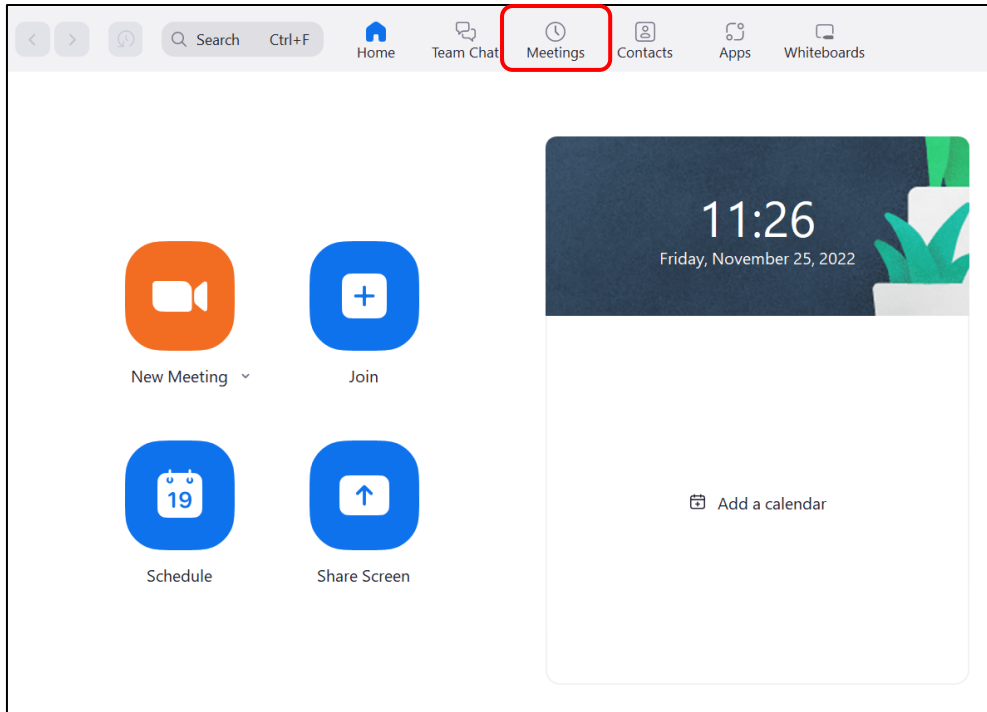 Search Ctrl+F
Home
Team Chat
Meetings
Contacts
Apps
Whiteboards
11:26
Friday, November 25, 2022
New Meeting
Join
19
Schedule
Share Screen
Add a calendar